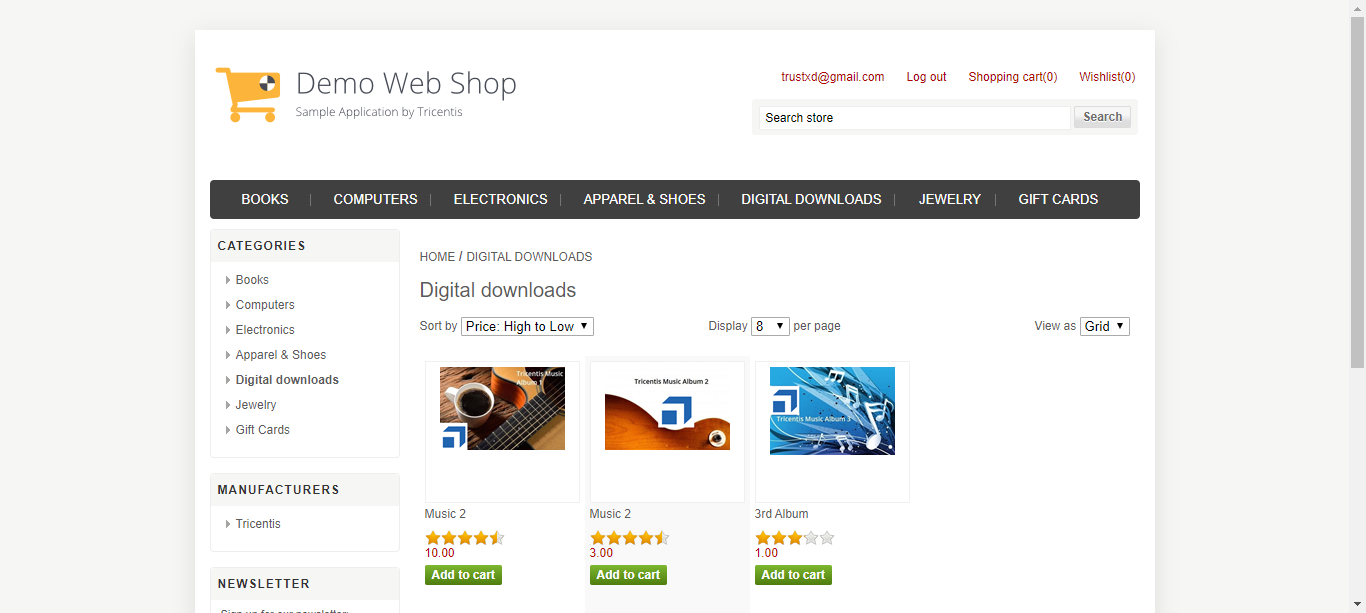 Demo Web Shop
Sample Application by Tricentis
trustxd@gmail.com Log out Shopping cart(0) Wishlist(0)
Search store Search
BOOKS COMPUTERS ELECTRONICS APPAREL & SHOES DIGITAL DOWNLOADS JEWELRY GIFT CARDS
CATEGORIES
Books
Computers
Electronics
Apparel & Shoes
Digital downloads
Jewelry
Gift Cards
MANUFACTURERS
Tricentis
NEWSLETTER
Sign up for our newsletter:
HOME / DIGITAL DOWNLOADS
Digital downloads
Sort by Price: High to Low Display 8 per page View as Grid
Tricentis Music
Album 1
Tricentis Music Album 2
Tricentis Music Album 3
Music 2 Music 2 3rd Album
10.00 3.00 1.00
Add to cart Add to cart Add to cart